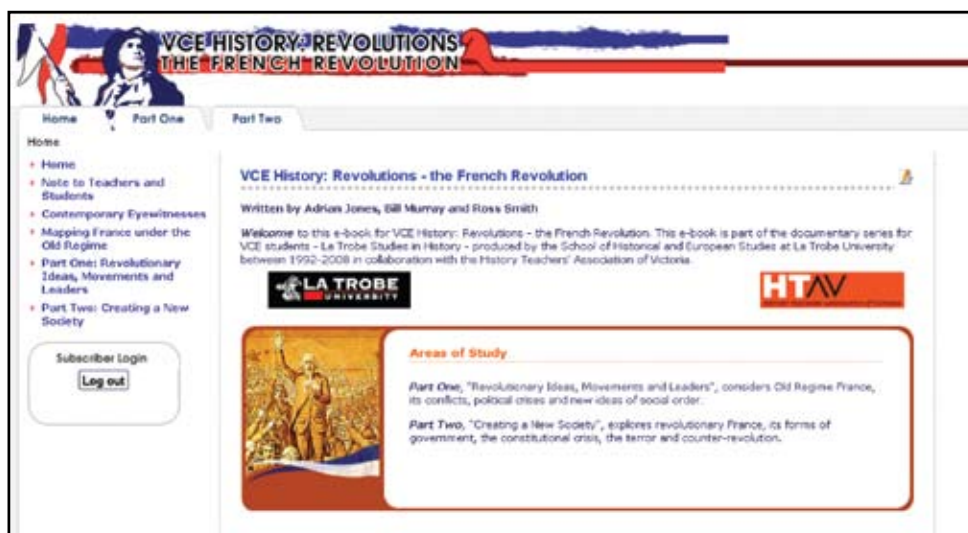 VCE HISTORY: REVOLUTIONS
THE FRENCH REVOLUTION
Home
Part One
Part Two
Home
Home
Note to Teachers and
Students
Contemporary Eyewitnesses
Mapping France under the
Old Regime
Part One: Revolutionary
Ideas, Movements and
Leaders
Part Two: Creating a New
Society
Subscriber Login
Log out
VCE History: Revolutions - the French Revolution
Written by Adrian Jones, Bill Murray and Ross Smith
Welcome to this e-book for VCE History: Revolutions - the French Revolution. This e-book is part of the documentary series for
VCE students - La Trobe Studies in History - produced by the School of Historical and European Studies at La Trobe University
between 1992-2008 in collaboration with the History Teachers' Association of Victoria.
LA TROBE
UNIVERSITY
HTAV
Areas of Study
Part One, "Revolutionary Ideas, Movements and Leaders", considers Old Regime France,
its conflicts, political crises and new ideas of social order.
Part Two, "Creating a New Society", explores revolutionary France, its forms of
government, the constitutional crisis, the terror and counter-revolution.